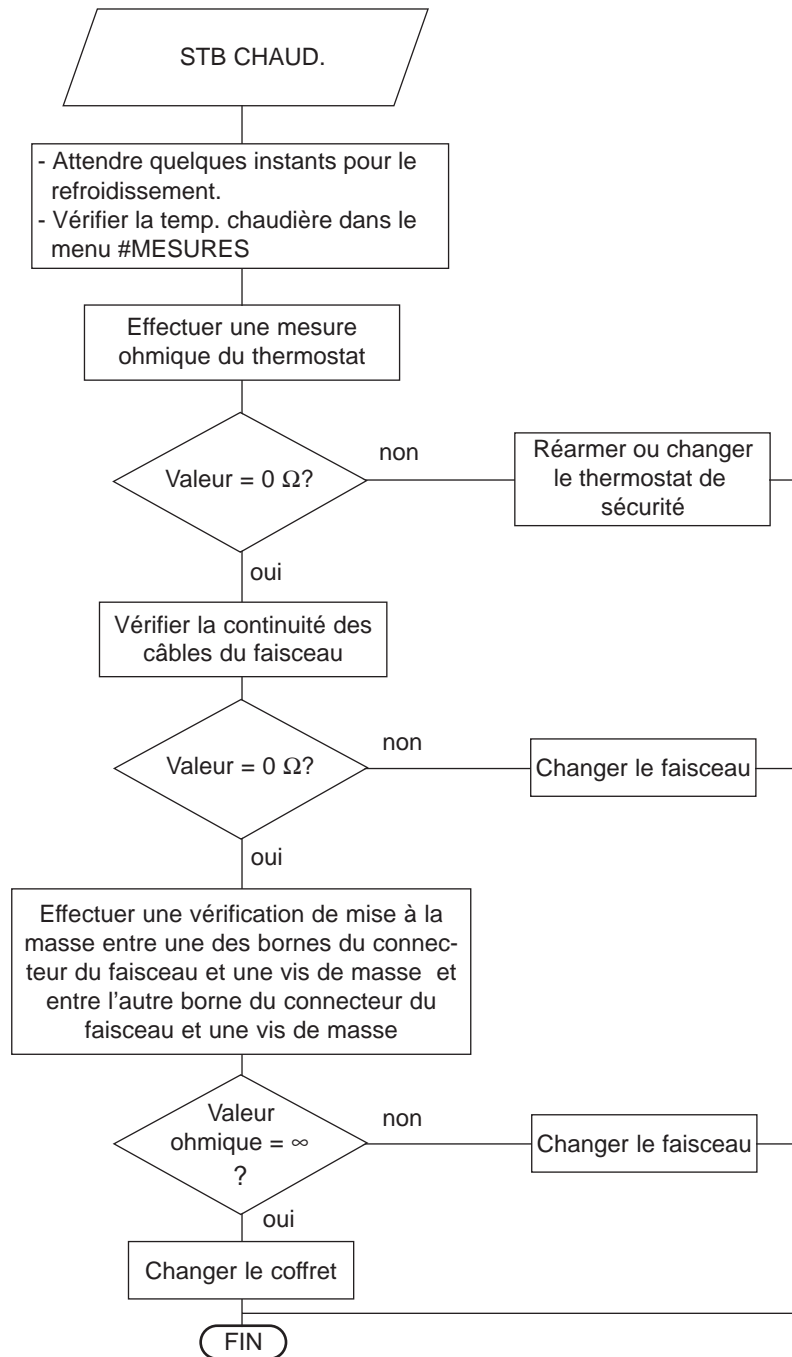 STB CHAUD.
- Attendre quelques instants pour le
refroidissement.
- Vérifier la temp. chaudière dans le
menu #MESURES
Effectuer une mesure
ohmique du thermostat
Valeur = 0 Ω?
non
Réarmer ou changer
le thermostat de
sécurité
oui
Vérifier la continuité des
câbles du faisceau
Valeur = 0 Ω?
non
Changer le faisceau
oui
Effectuer une vérification de mise à la
masse entre une des bornes du connec-
teur du faisceau et une vis de masse et
entre l'autre borne du connecteur du
faisceau et une vis de masse
Valeur
ohmique = ∞
?
non
Changer le faisceau
oui
Changer le coffret
FIN